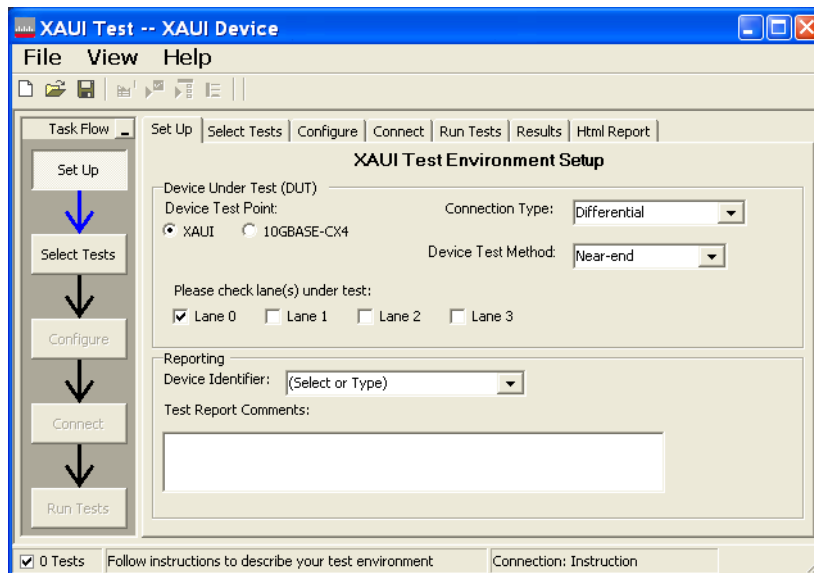 XAUI Test -- XAUI Device
File View Help
Task Flow
Set Up
Select Tests
Configure
Connect
Run Tests
Set Up Select Tests Configure Connect Run Tests Results Html Report
XAUI Test Environment Setup
Device Under Test (DUT)
Device Test Point:
XAUI 10GBASE-CX4
Connection Type: Differential
Device Test Method: Near-end
Please check lane(s) under test:
Lane 0 Lane 1 Lane 2 Lane 3
Reporting
Device Identifier: (Select or Type)
Test Report Comments:
0 Tests Follow instructions to describe your test environment Connection: Instruction